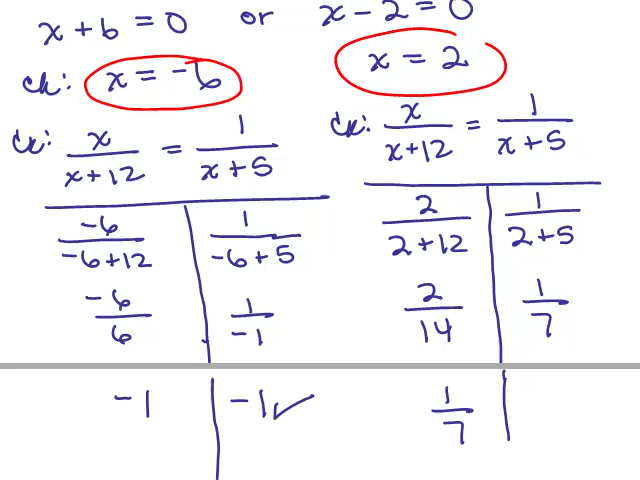 x + 6 = 0 or x - 2 = 0
ck: x = -6 x = 2
ck: x/(x+12) = 1/(x+5) ck: x/(x+12) = 1/(x+5)
-6/(-6+12) | 1/(-6+5) 2/(2+12) | 1/(2+5)
-6/6 | 1/-1 2/14 | 1/7
-1 | -1 ✓ 1/7 |